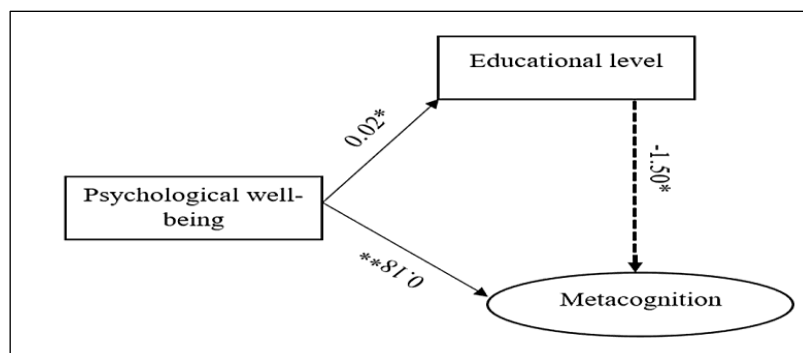 Educational level
0.02*
-1.50*
Psychological well-
being
0.18**
Metacognition